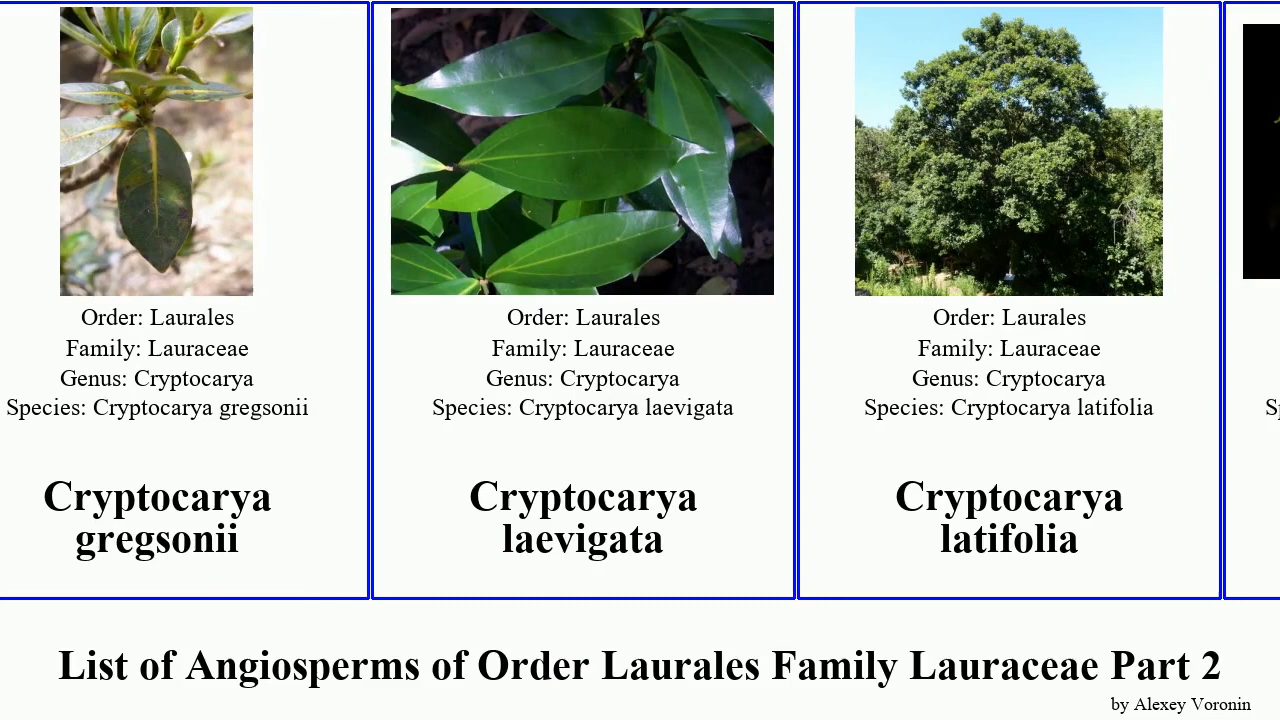 Order: Laurales
Family: Lauraceae
Genus: Cryptocarya
Species: Cryptocarya gregsonii
Cryptocarya
gregsonii
Order: Laurales
Family: Lauraceae
Genus: Cryptocarya
Species: Cryptocarya laevigata
Cryptocarya
laevigata
Order: Laurales
Family: Lauraceae
Genus: Cryptocarya
Species: Cryptocarya latifolia
Cryptocarya
latifolia
List of Angiosperms of Order Laurales Family Lauraceae Part 2
by Alexey Voronin